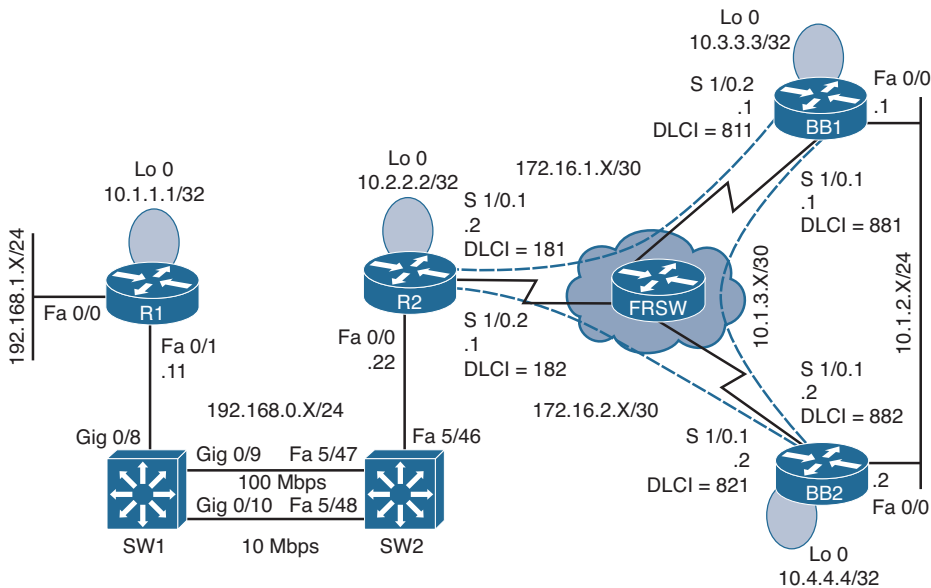 Lo 0
10.3.3.3/32
Fa 0/0
S 1/0.2
.1
DLCI = 811
.1
BB1
172.16.1.X/30
Lo 0
10.1.1.1/32
Lo 0
10.2.2.2/32
S 1/0.1
.2
DLCI = 181
S 1/0.1
.1
DLCI = 881
192.168.1.X/24
Fa 0/0
R1
R2
FRSW
10.1.3.X/30
10.1.2.X/24
Fa 0/1
.11
Fa 0/0
.22
S 1/0.2
.1
DLCI = 182
S 1/0.1
.2
DLCI = 882
192.168.0.X/24
172.16.2.X/30
Gig 0/8
Fa 5/46
S 1/0.1
.2
DLCI = 821
BB2
.2
Fa 0/0
Gig 0/9
Fa 5/47
100 Mbps
Gig 0/10
Fa 5/48
10 Mbps
SW1
SW2
Lo 0
10.4.4.4/32